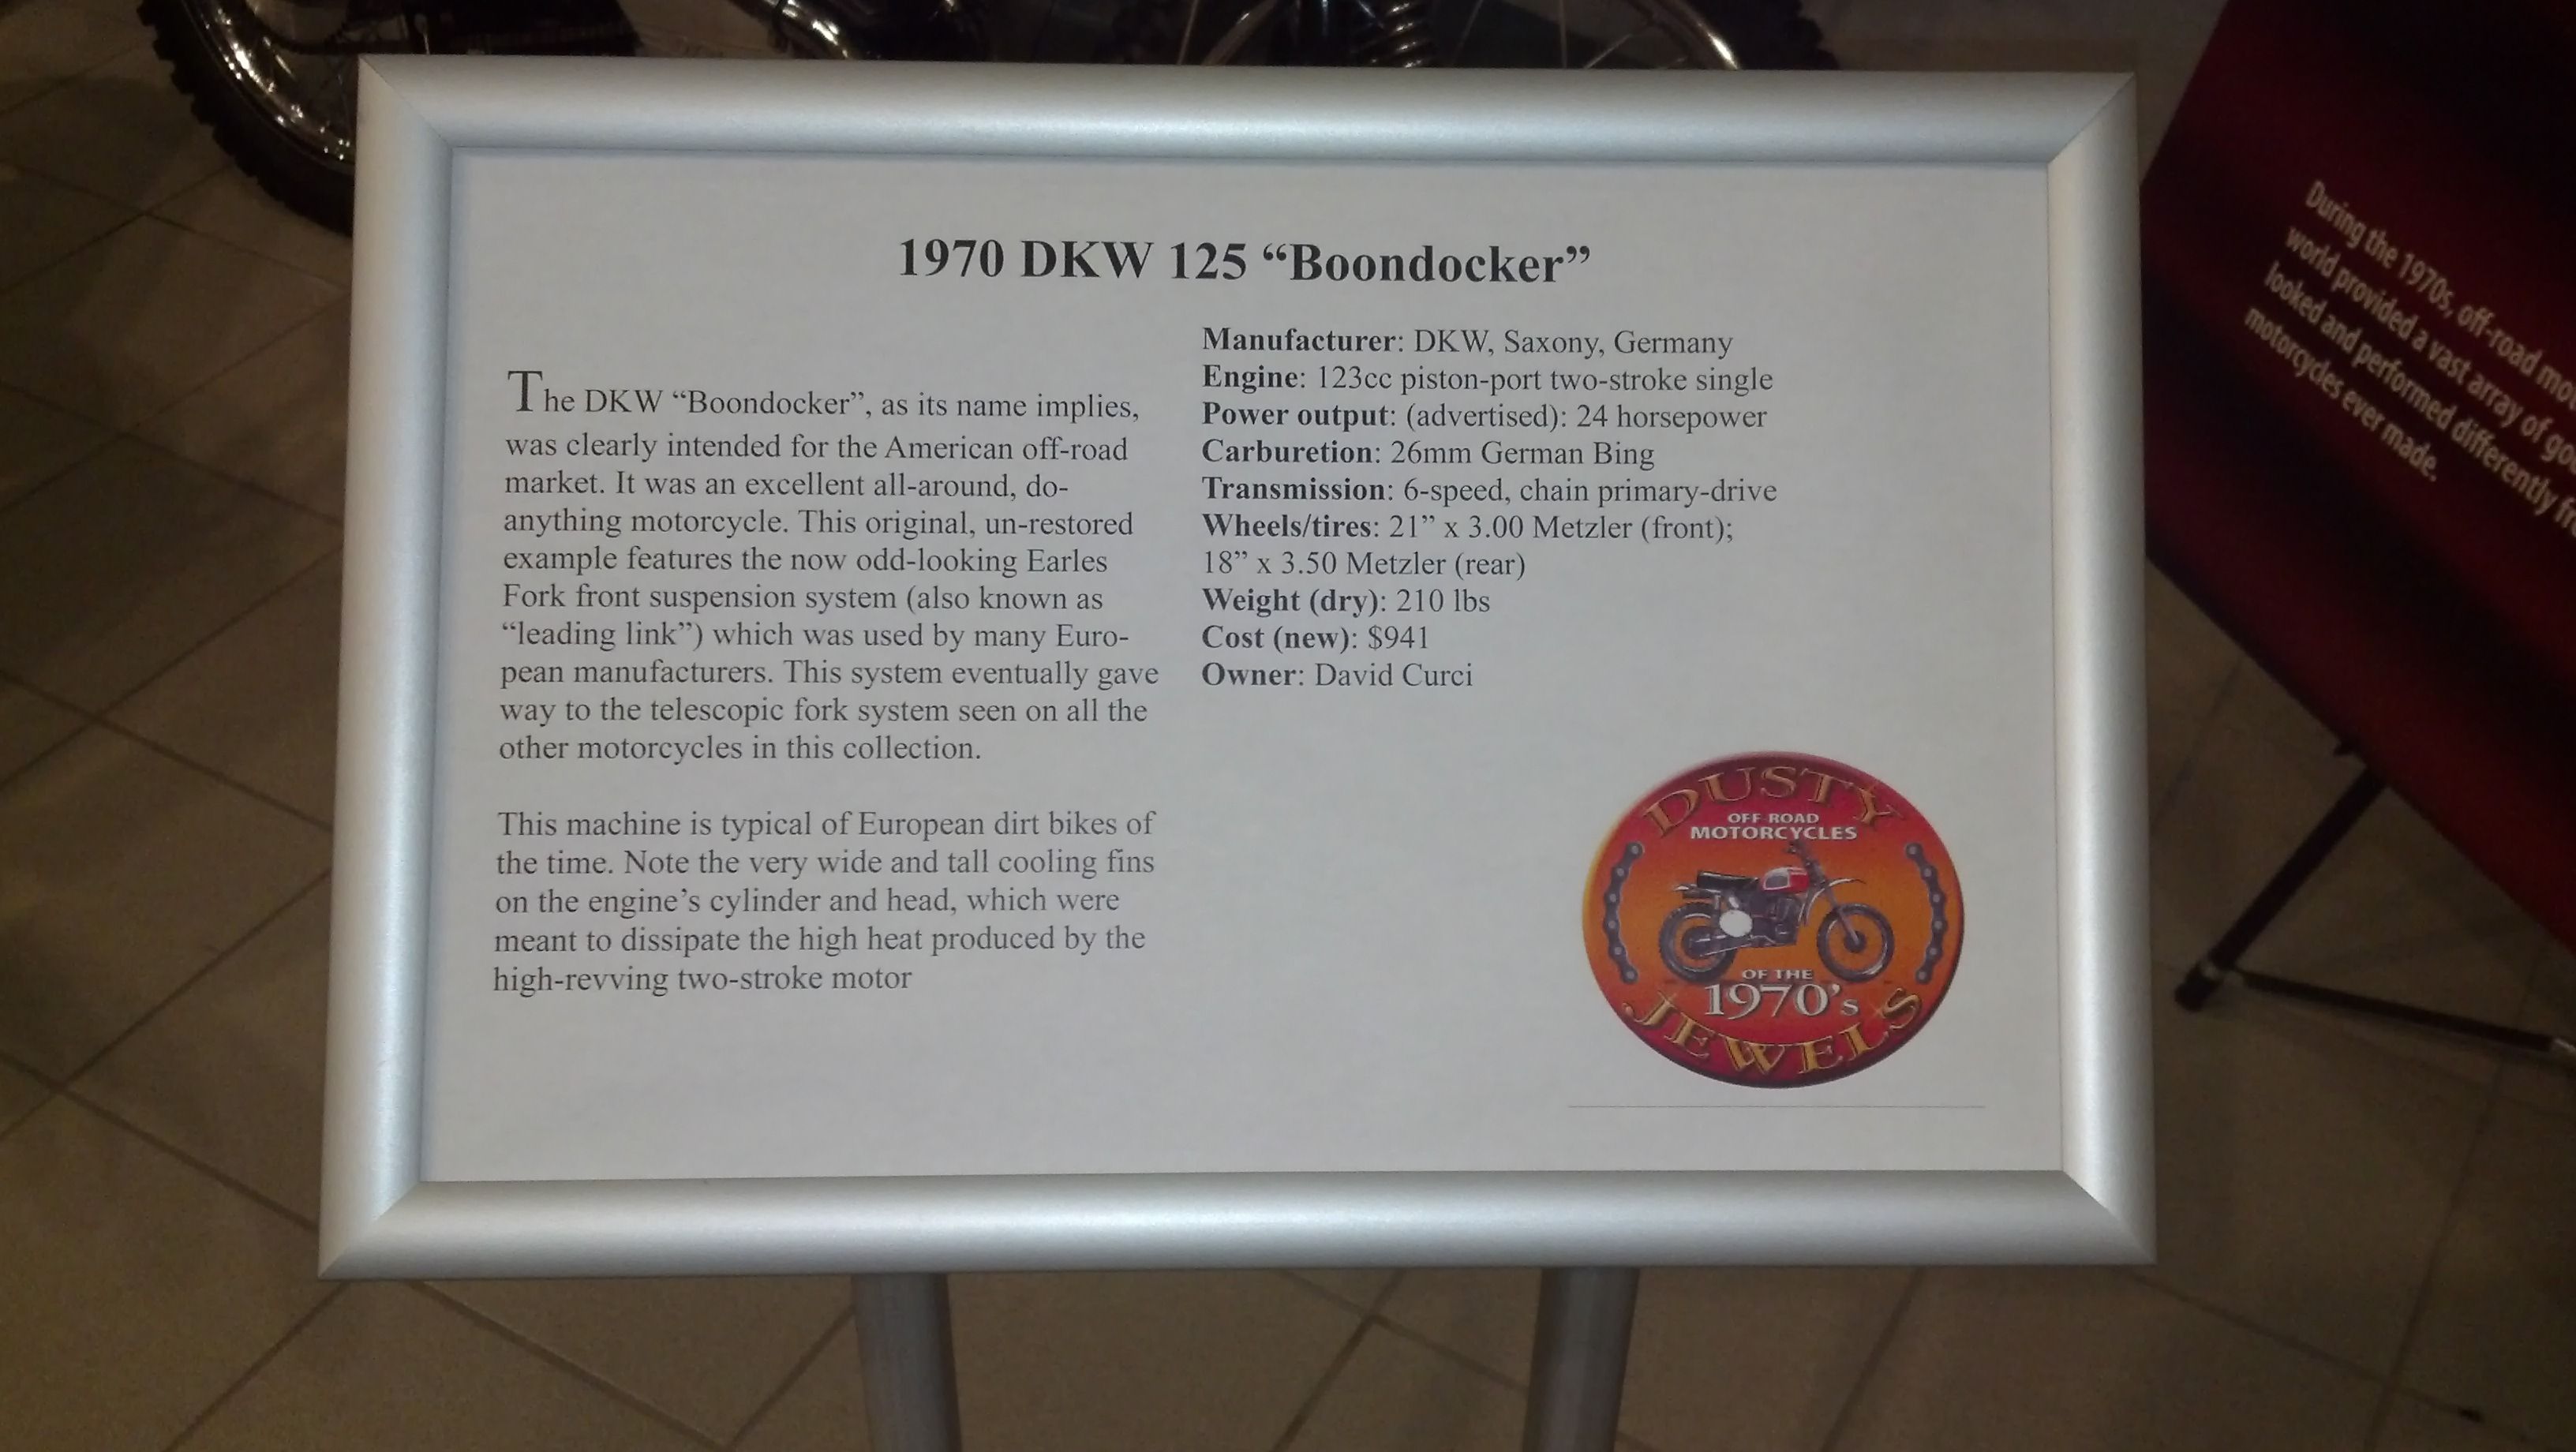 1970 DKW 125 “Boondocker”
The DKW “Boondocker”, as its name implies,
was clearly intended for the American off-road
market. It was an excellent all-around, do-
anything motorcycle. This original, un-restored
example features the now odd-looking Earles
Fork front suspension system (also known as
“leading link”) which was used by many Euro-
pean manufacturers. This system eventually gave
way to the telescopic fork system seen on all the
other motorcycles in this collection.
This machine is typical of European dirt bikes of
the time. Note the very wide and tall cooling fins
on the engine’s cylinder and head, which were
meant to dissipate the high heat produced by the
high-revving two-stroke motor
Manufacturer: DKW, Saxony, Germany
Engine: 123cc piston-port two-stroke single
Power output: (advertised): 24 horsepower
Carburetion: 26mm German Bing
Transmission: 6-speed, chain primary-drive
Wheels/tires: 21” x 3.00 Metzler (front);
18” x 3.50 Metzler (rear)
Weight (dry): 210 lbs
Cost (new): $941
Owner: David Curci
DUSTY
OFF ROAD
MOTORCYCLES
OF THE
1970’s
JEWELS
During the 1970s, off-road
world provided a vast array of
looked and performed differently
motorcycles ever made.